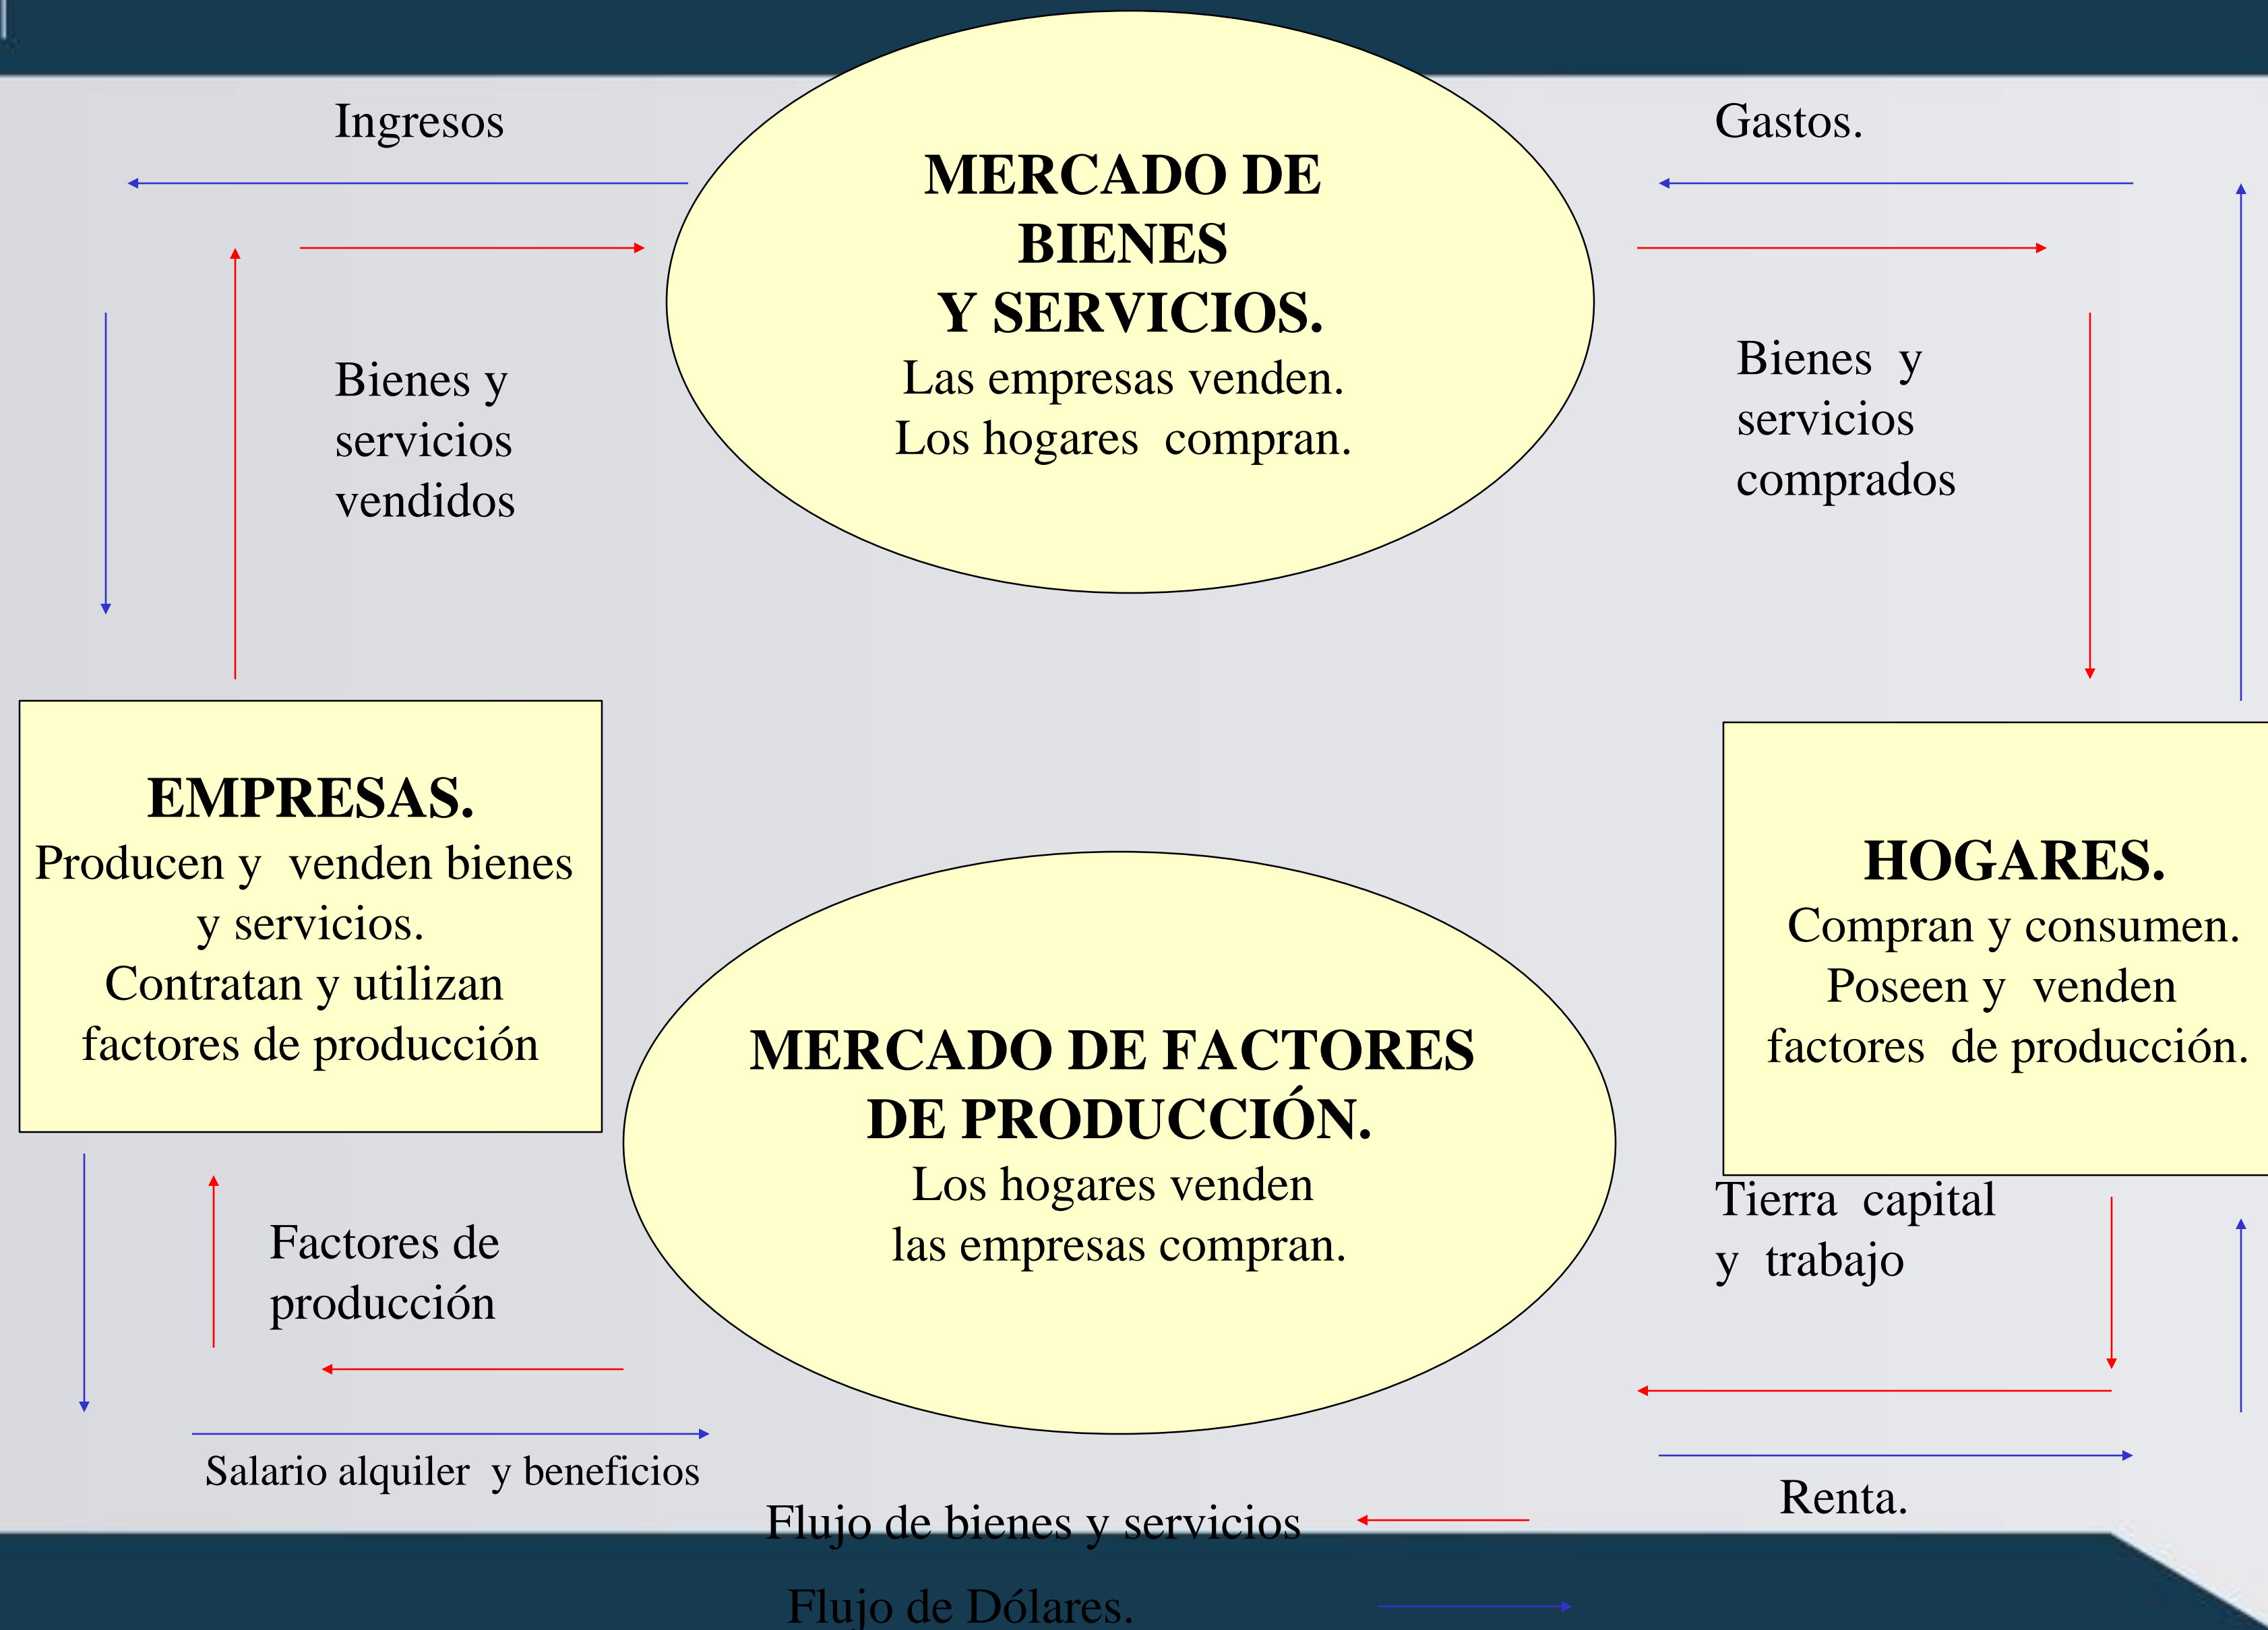 Ingresos
Gastos.
MERCADO DE
BIENES
Y SERVICIOS.
Las empresas venden.
Los hogares compran.
Bienes y
servicios
vendidos
Bienes y
servicios
comprados
EMPRESAS.
Producen y venden bienes
y servicios.
Contratan y utilizan
factores de producción
HOGARES.
Compran y consumen.
Poseen y venden
factores de producción.
MERCADO DE FACTORES
DE PRODUCCIÓN.
Los hogares venden
las empresas compran.
Factores de
producción
Tierra capital
y trabajo
Salario alquiler y beneficios
Renta.
Flujo de bienes y servicios
Flujo de Dólares.